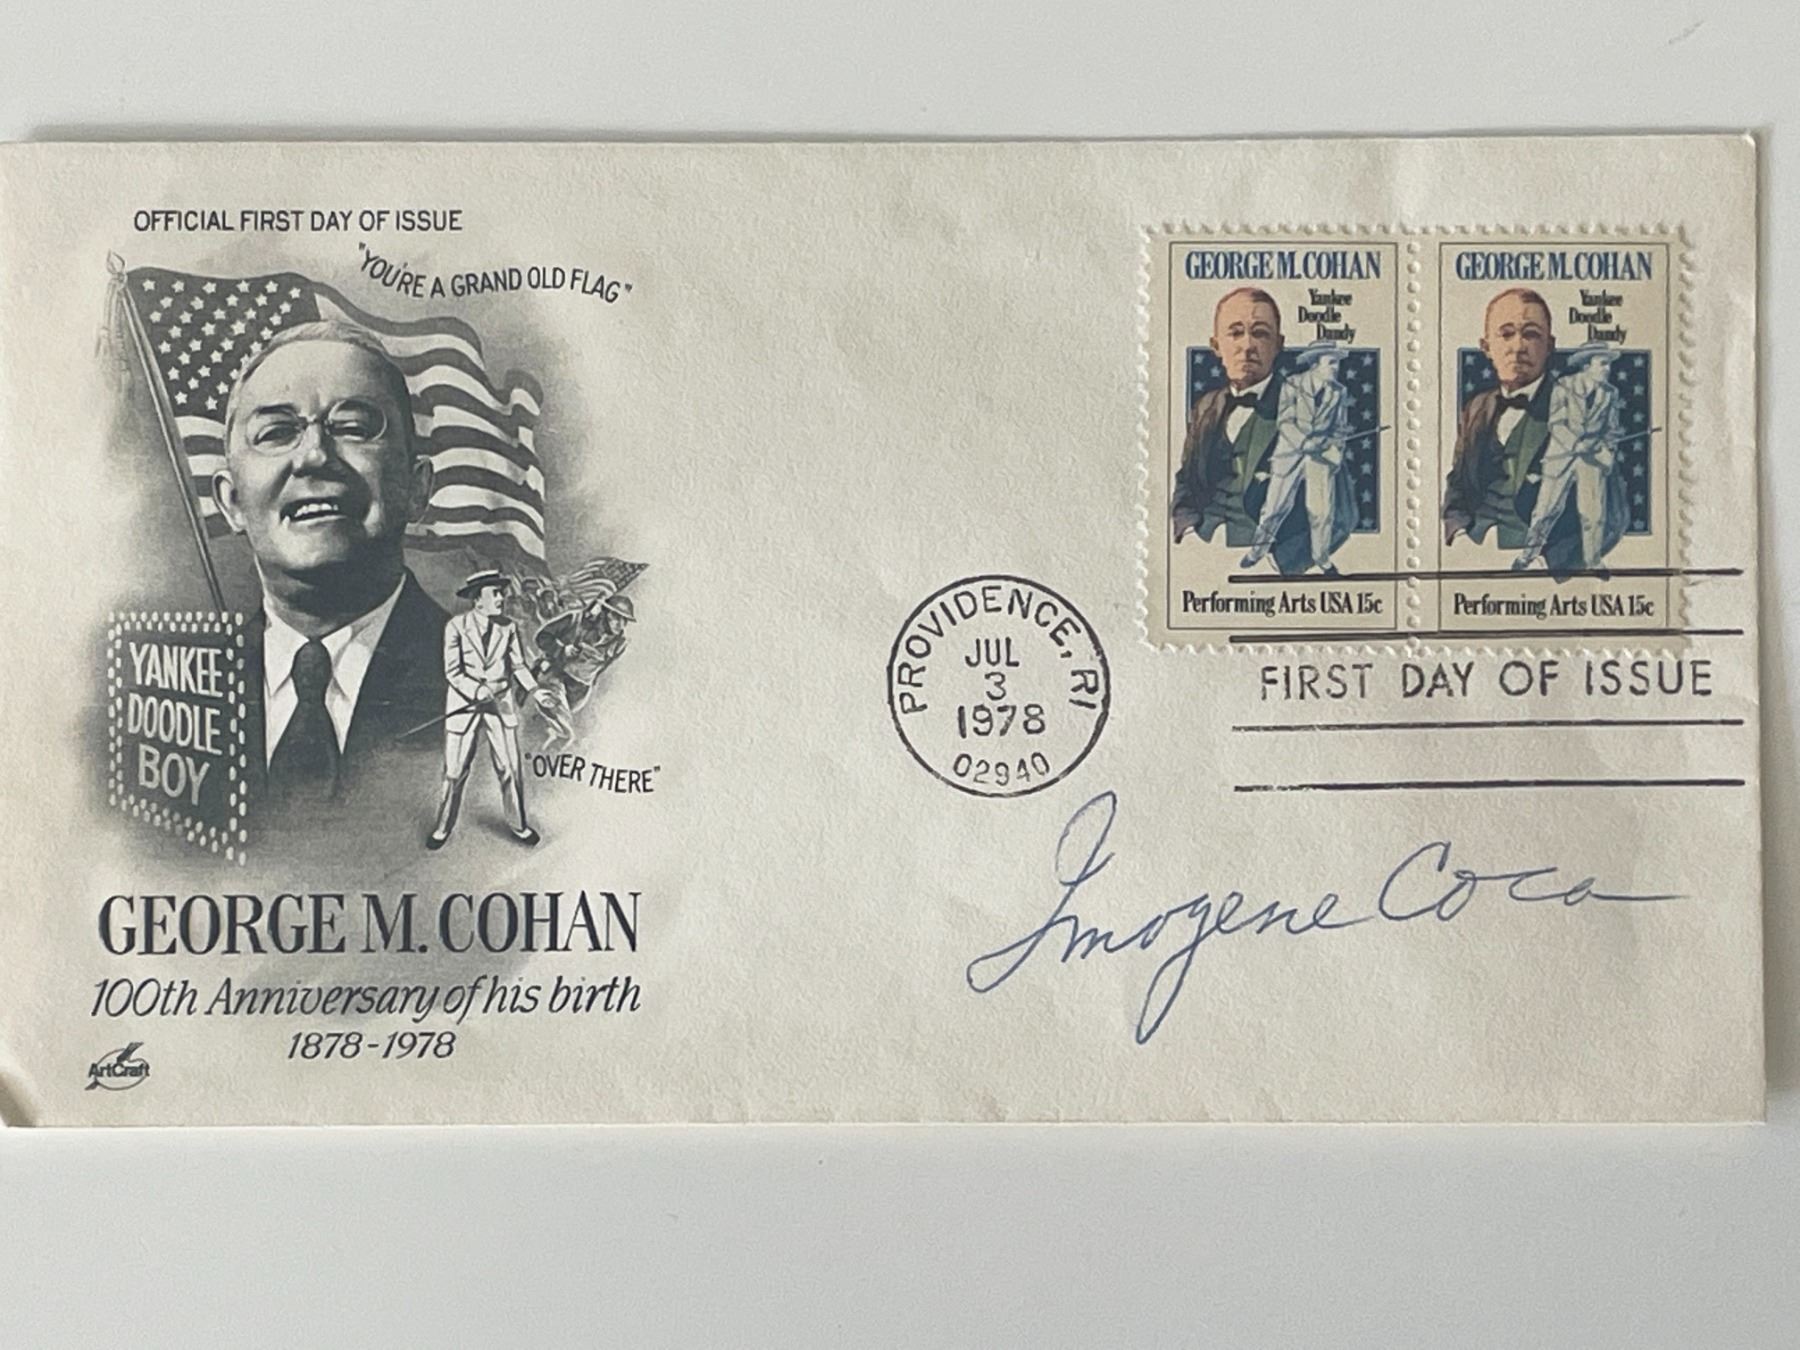 OFFICIAL FIRST DAY OF ISSUE
"YOU'RE A GRAND OLD FLAG"
YANKEE
DOODLE
BOY
"OVER THERE"
GEORGE M. COHAN
100th Anniversary of his birth
1878-1978
ArtCraft
PROVIDENCE, RI
JUL
3
1978
02940
GEORGE M. COHAN
Yankee
Doodle
Dandy
Performing Arts USA 15c
GEORGE M. COHAN
Yankee
Doodle
Dandy
Performing Arts USA 15c
FIRST DAY OF ISSUE
Imogene Coca